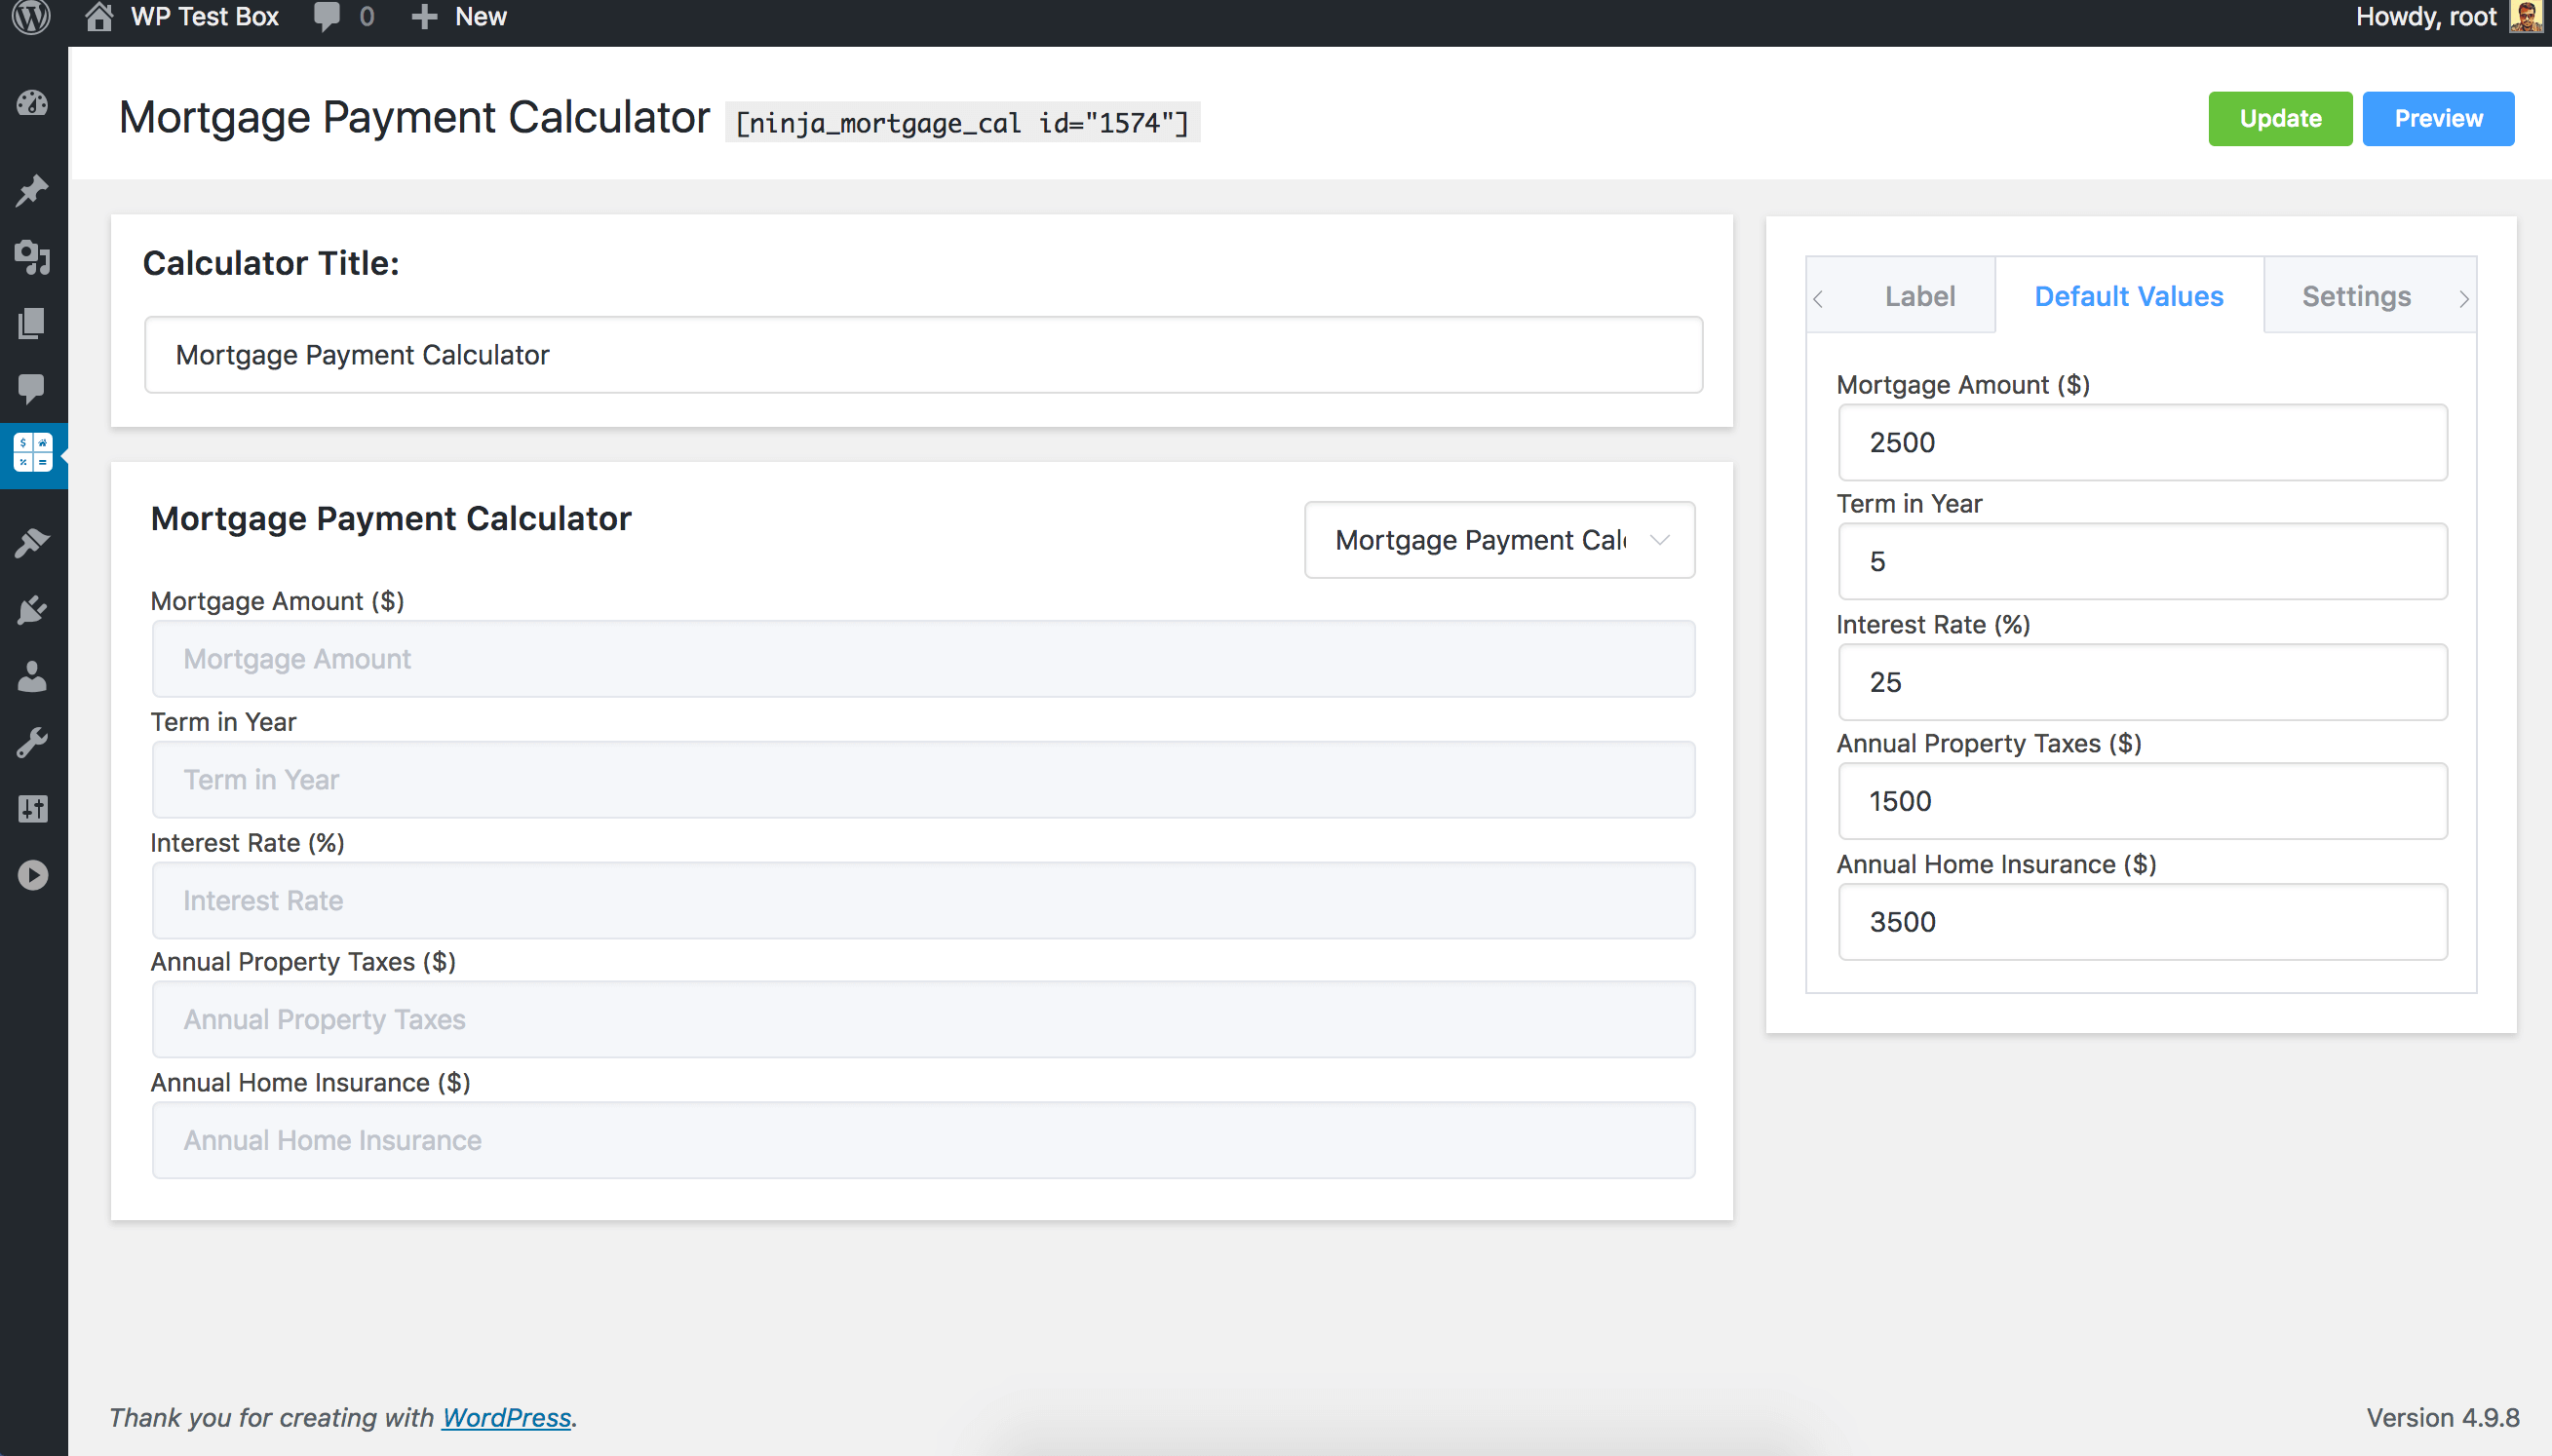 WP Test Box 0 New Howdy, root
Mortgage Payment Calculator [ninja_mortgage_cal id="1574"]
Update Preview
Calculator Title:
Mortgage Payment Calculator
Mortgage Payment Calculator
Mortgage Payment Cal
Mortgage Amount ($)
Mortgage Amount
Term in Year
Term in Year
Interest Rate (%)
Interest Rate
Annual Property Taxes ($)
Annual Property Taxes
Annual Home Insurance ($)
Annual Home Insurance
Label Default Values Settings
Mortgage Amount ($)
2500
Term in Year
5
Interest Rate (%)
25
Annual Property Taxes ($)
1500
Annual Home Insurance ($)
3500
Thank you for creating with WordPress.
Version 4.9.8